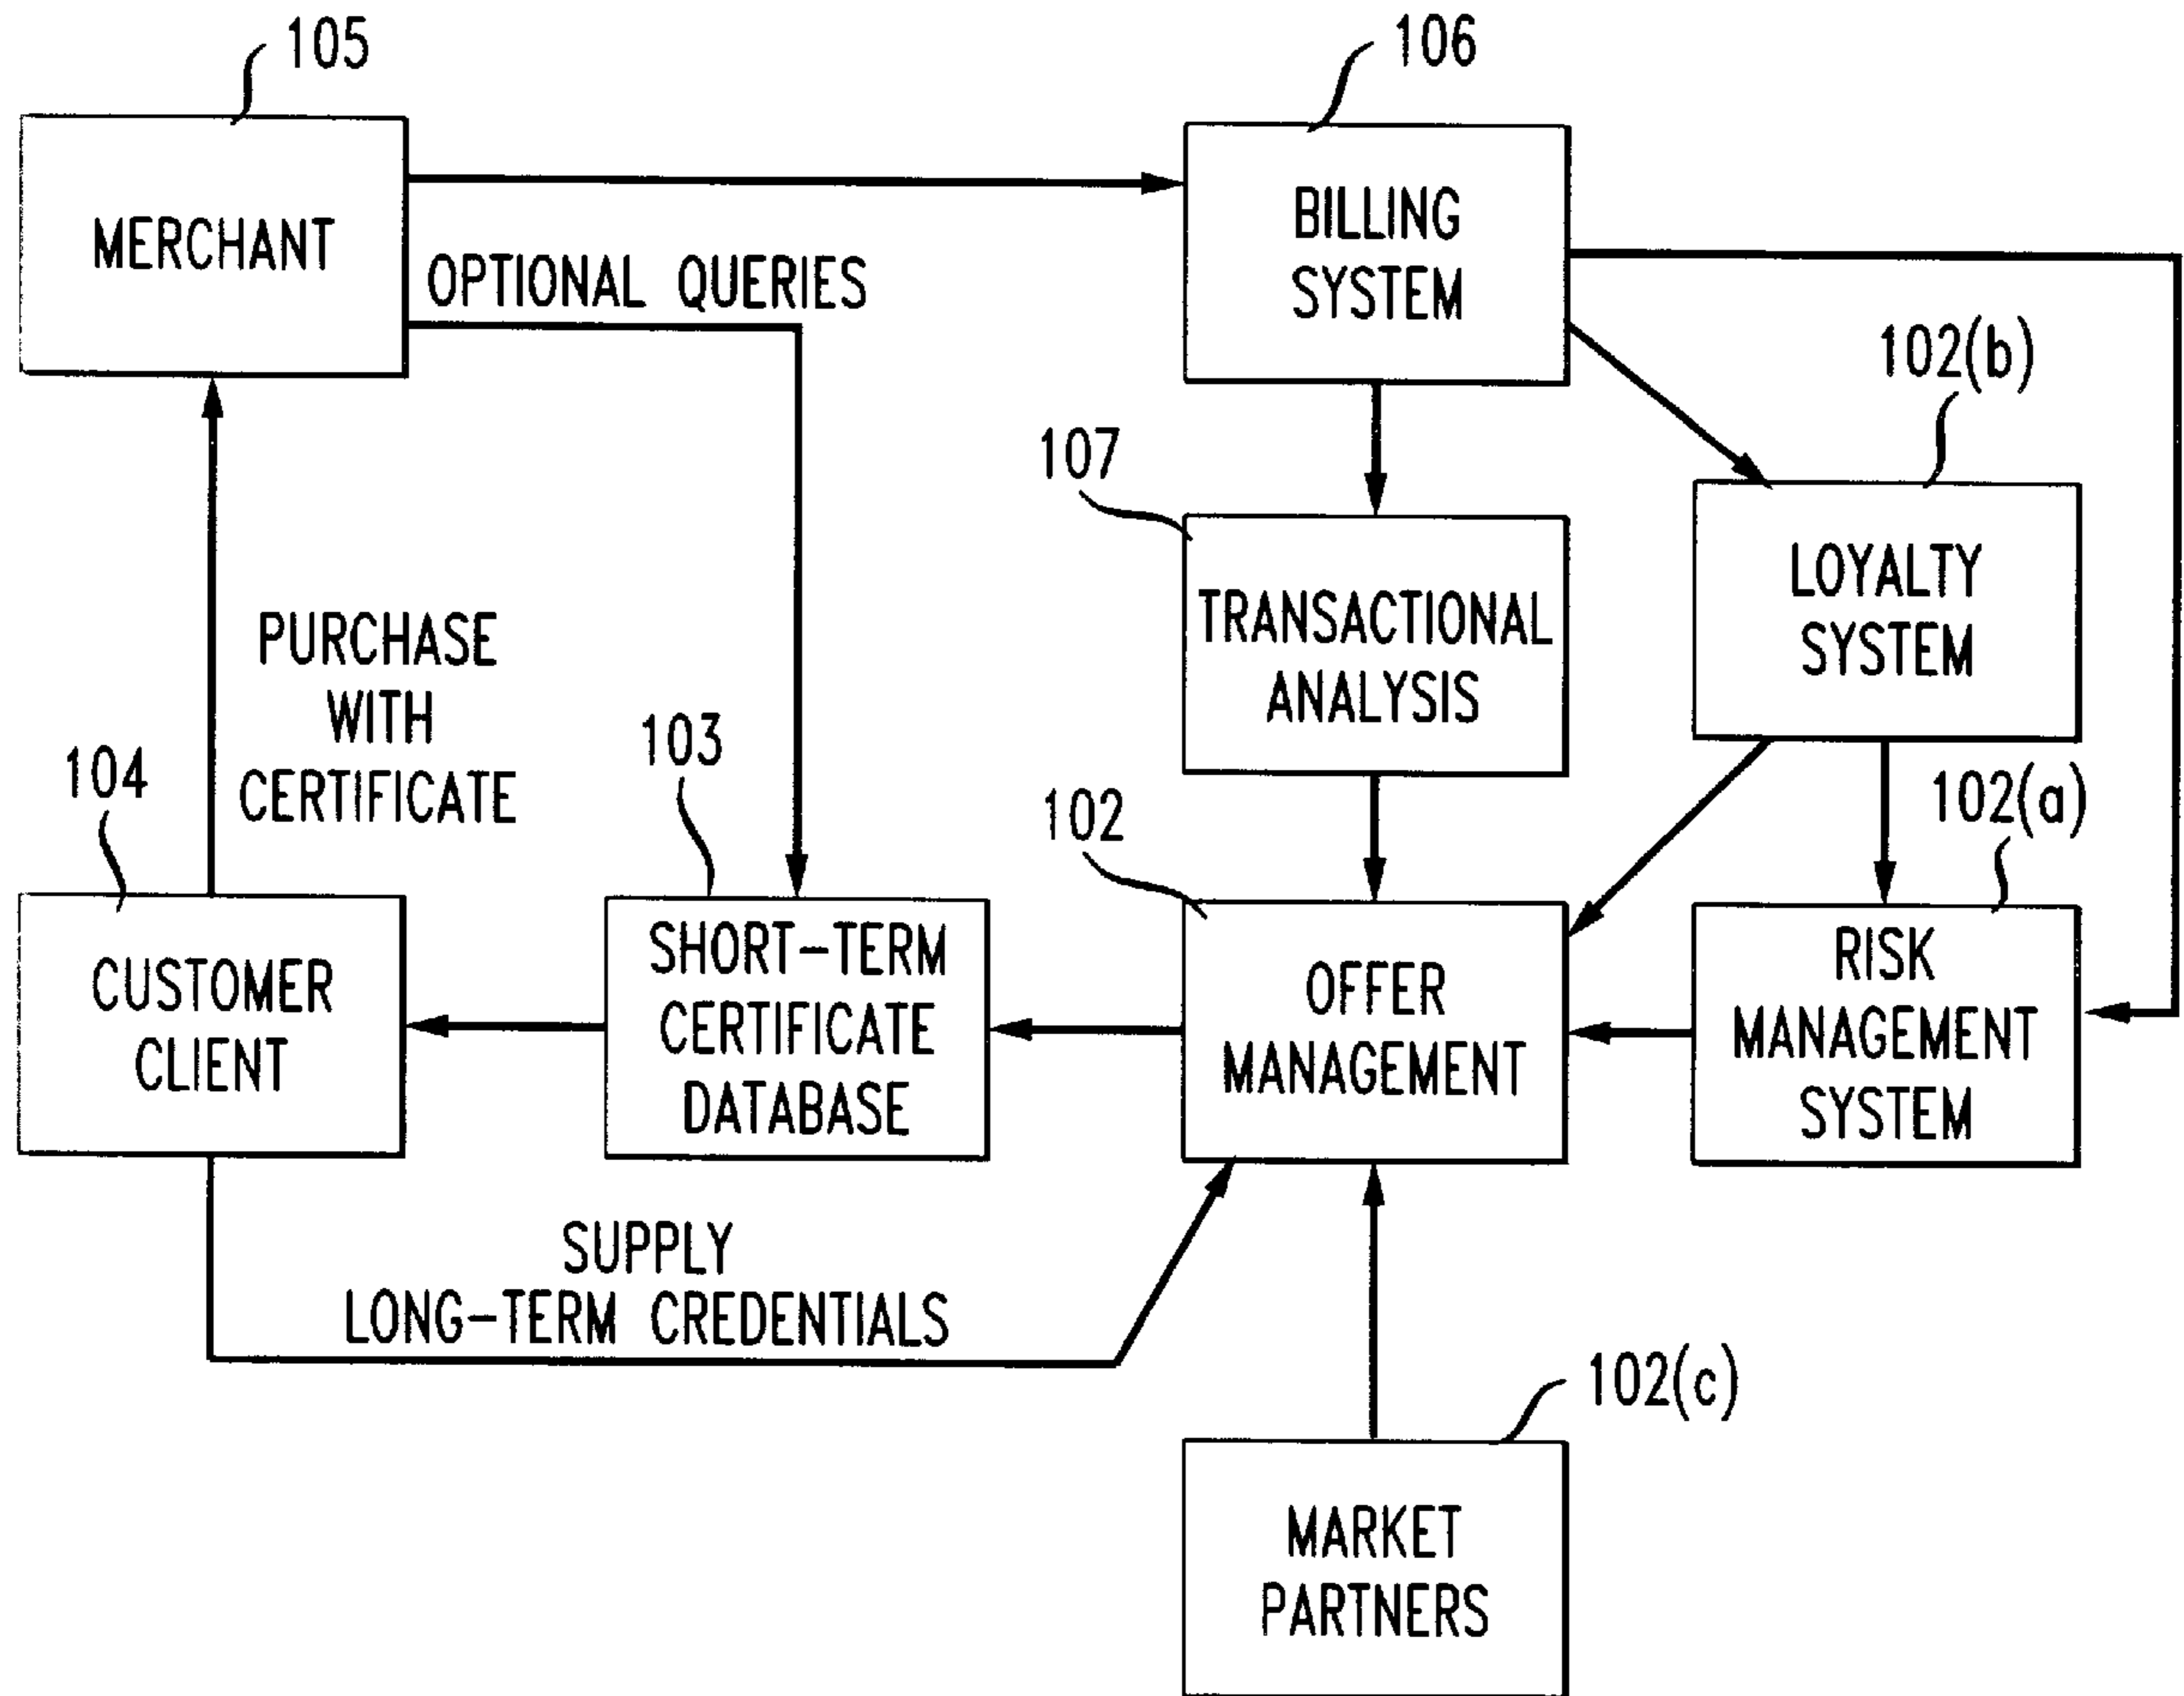 105
106
MERCHANT
BILLING
SYSTEM
OPTIONAL QUERIES
102(b)
107
LOYALTY
SYSTEM
TRANSACTIONAL
ANALYSIS
PURCHASE
WITH
CERTIFICATE
104
103
102
102(a)
CUSTOMER
CLIENT
SHORT-TERM
CERTIFICATE
DATABASE
OFFER
MANAGEMENT
RISK
MANAGEMENT
SYSTEM
SUPPLY
LONG-TERM CREDENTIALS
102(c)
MARKET
PARTNERS